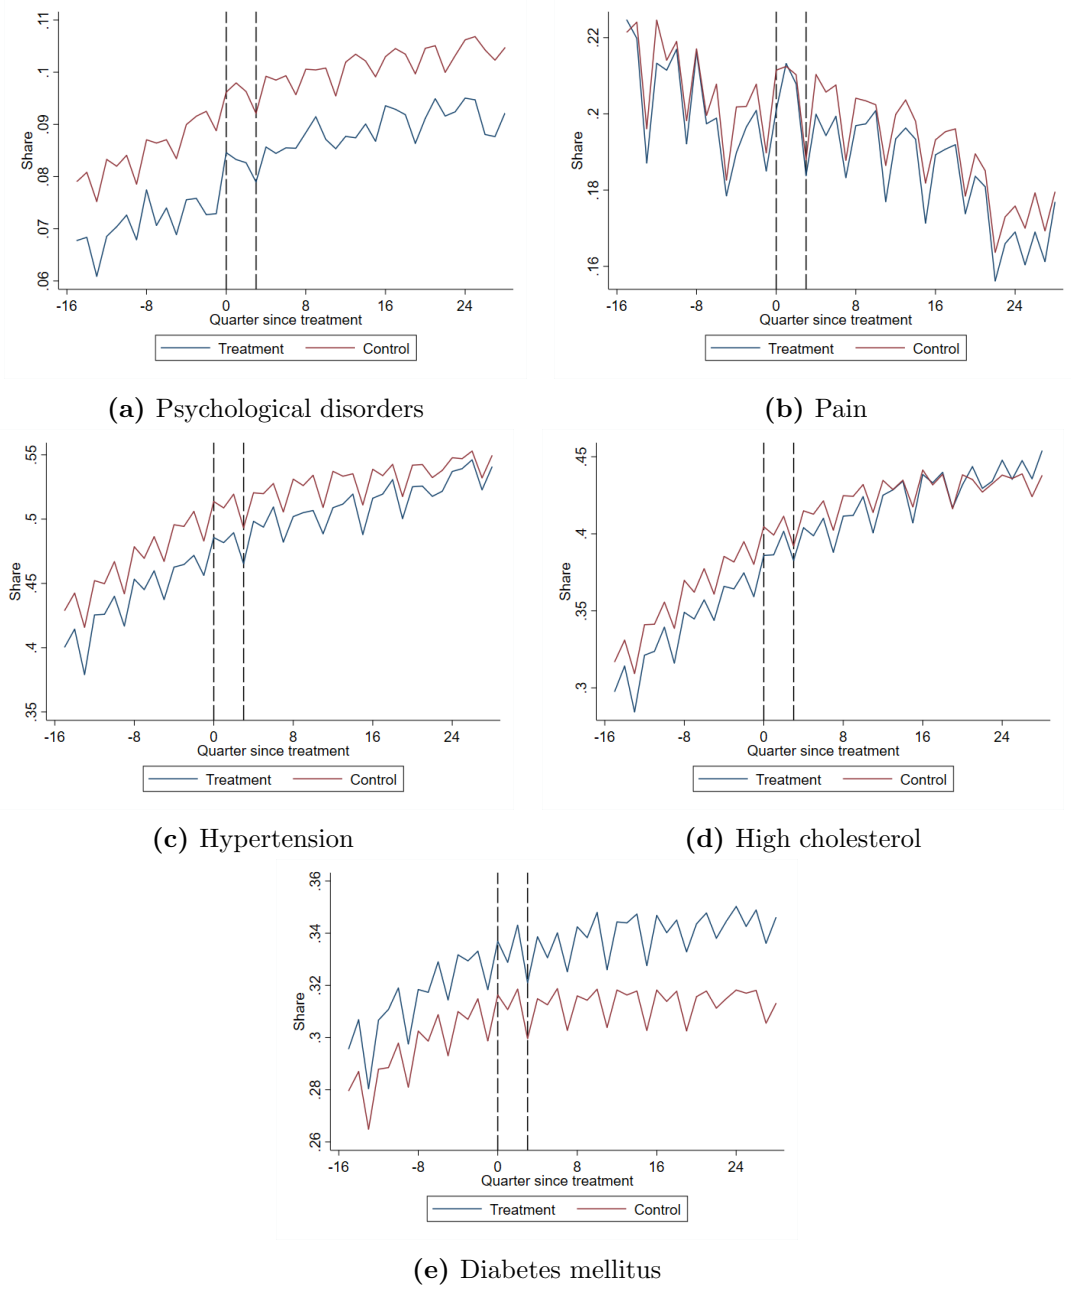 .11
.1
.09
.08
.07
.06
Share
-16 -8 0 8 16 24
Quarter since treatment
Treatment Control
(a) Psychological disorders
.22
.2
.18
.16
Share
-16 -8 0 8 16 24
Quarter since treatment
Treatment Control
(b) Pain
.55
.5
.45
.4
.35
Share
-16 -8 0 8 16 24
Quarter since treatment
Treatment Control
(c) Hypertension
.45
.4
.35
.3
Share
-16 -8 0 8 16 24
Quarter since treatment
Treatment Control
(d) High cholesterol
.36
.34
.32
.3
.28
.26
Share
-16 -8 0 8 16 24
Quarter since treatment
Treatment Control
(e) Diabetes mellitus